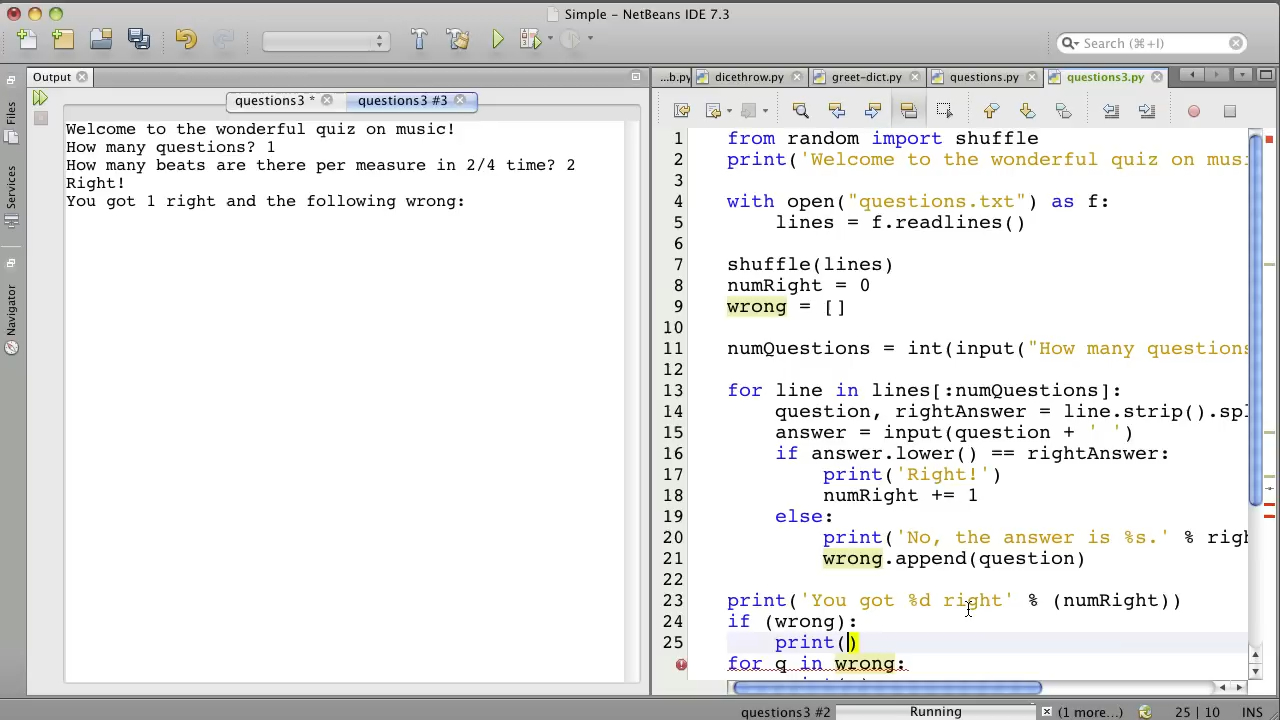 Simple - NetBeans IDE 7.3
Search (⌘+I)
Output
...b.py
dicethrow.py
greet-dict.py
questions.py
questions3.py
questions3 *
questions3 #3
Files
Services
Navigator
Welcome to the wonderful quiz on music!
How many questions? 1
How many beats are there per measure in 2/4 time? 2
Right!
You got 1 right and the following wrong:
1 from random import shuffle
2 print('Welcome to the wonderful quiz on musi
3
4 with open("questions.txt") as f:
5 lines = f.readlines()
6
7 shuffle(lines)
8 numRight = 0
9 wrong = []
10
11 numQuestions = int(input("How many questions
12
13 for line in lines[:numQuestions]:
14 question, rightAnswer = line.strip().spl
15 answer = input(question + ' ')
16 if answer.lower() == rightAnswer:
17 print('Right!')
18 numRight += 1
19 else:
20 print('No, the answer is %s.' % righ
21 wrong.append(question)
22
23 print('You got %d right' % (numRight))
24 if (wrong):
25 print()
for q in wrong:
questions3 #2
Running
(1 more...)
25 | 10
INS